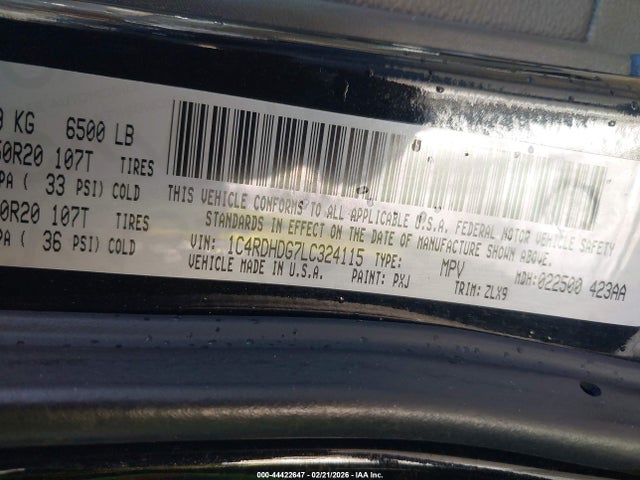 KG 6500 LB
50R20 107T TIRES
PA ( 33 PSI) COLD
0R20 107T TIRES
PA ( 36 PSI) COLD
THIS VEHICLE CONFORMS TO ALL APPLICABLE U.S.A. FEDERAL MOTOR VEHICLE SAFETY
STANDARDS IN EFFECT ON THE DATE OF MANUFACTURE SHOWN ABOVE.
VIN: 1C4RDHDG7LC324115 TYPE: MPV MDH: 022500 423AA
VEHICLE MADE IN U.S.A. PAINT: PXJ TRIM: ZLX9
000-44422647 - 02/21/2026 - IAA Inc.